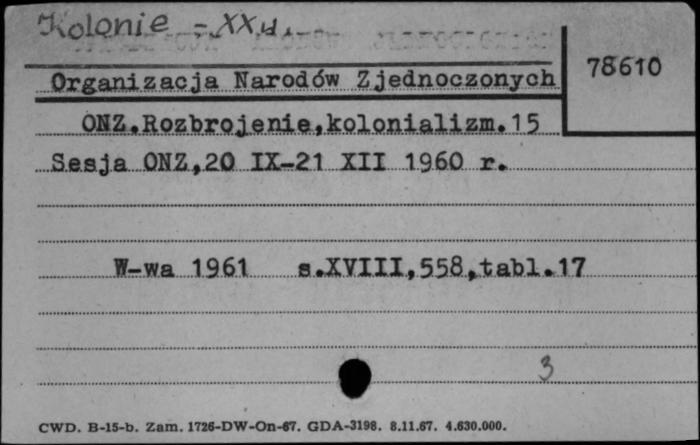 Kolonie - XX w.
Organizacja Narodów Zjednoczonych
78610
ONZ.Rozbrojenie,kolonializm.15
Sesja ONZ,20 IX-21 XII 1960 r.
W-wa 1961 s.XVIII,558,tabl.17
3
CWD. B-15-b. Zam. 1726-DW-On-67. GDA-3198. 8.11.67. 4.630.000.